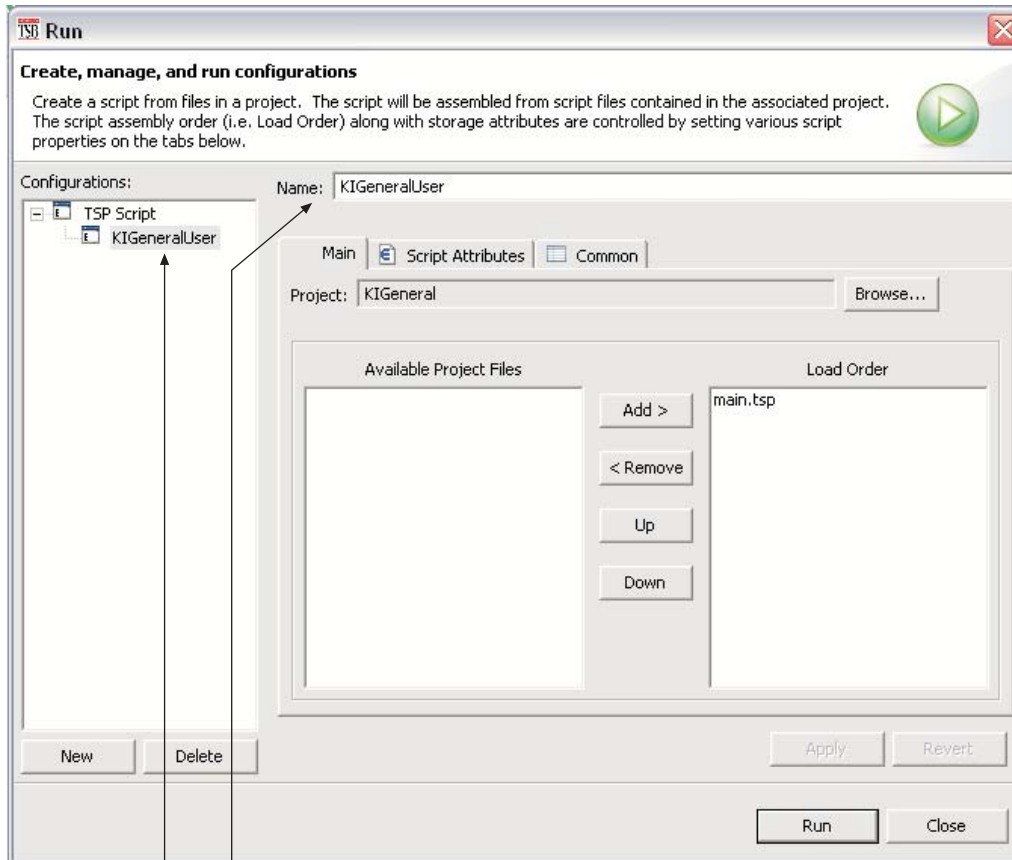 TSB Run
Create, manage, and run configurations
Create a script from files in a project. The script will be assembled from script files contained in the associated project.
The script assembly order (i.e. Load Order) along with storage attributes are controlled by setting various script
properties on the tabs below.
Configurations:
TSP Script
KIGeneralUser
New
Delete
Name: KIGeneralUser
Main
Script Attributes
Common
Project: KIGeneral
Browse...
Available Project Files
Add >
< Remove
Up
Down
Load Order
main.tsp
Apply
Revert
Run
Close